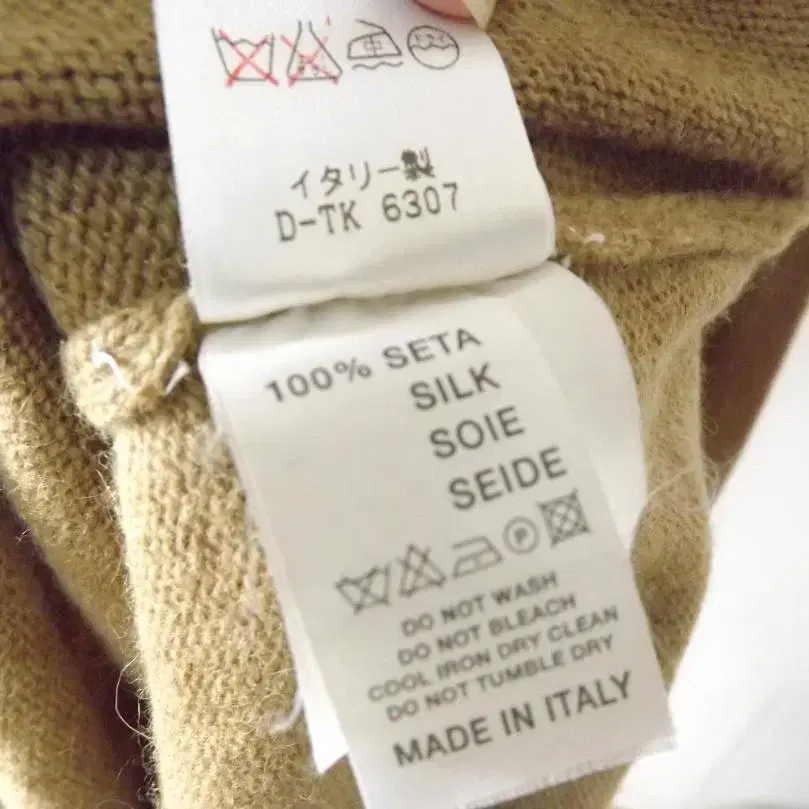 中
イタリー製
D-TK 6307
100% SETA
SILK
SOIE
SEIDE
P
DO NOT WASH
DO NOT BLEACH
COOL IRON DRY CLEAN
DO NOT TUMBLE DRY
MADE IN ITALY